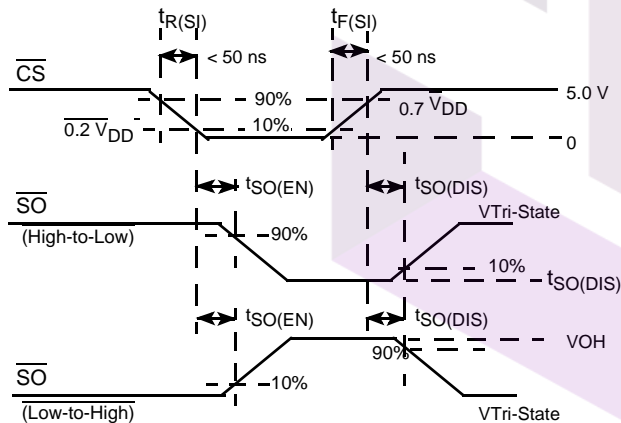 tR(SI) tF(SI)
< 50 ns < 50 ns
CS
90% 0.7 VDD 5.0 V
0.2 VDD 10% 0
tSO(EN) tSO(DIS)
SO VTri-State
(High-to-Low) 90%
10%
tSO(DIS)
tSO(EN) tSO(DIS)
VOH
SO 90%
10%
(Low-to-High) VTri-State